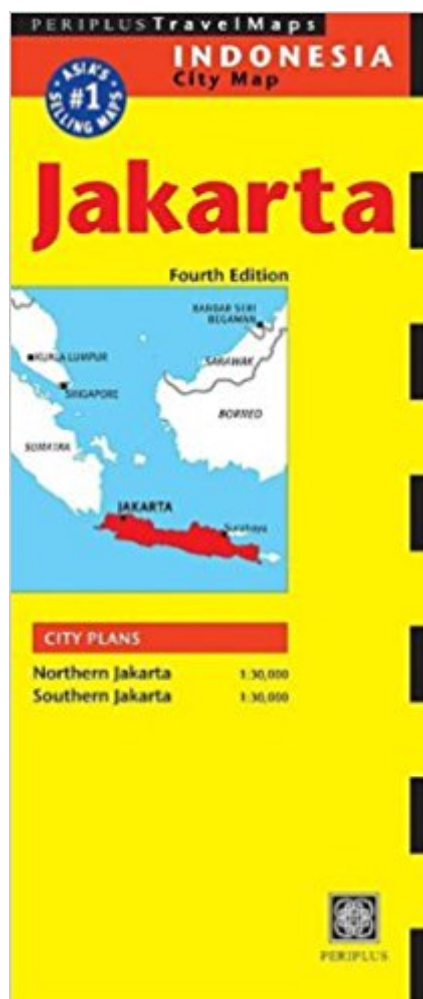 PERIPLUS TravelMaps
INDONESIA
City Map
ASIA'S
#1
SELLING MAPS
Jakarta
Fourth Edition
BANDAR SERI
BEGAWAN
KUALA LUMPUR
SARAWAK
SINGAPORE
BORNEO
SUMATRA
JAKARTA
Surabaya
CITY PLANS
Northern Jakarta 1:30,000
Southern Jakarta 1:30,000
PERIPLUS